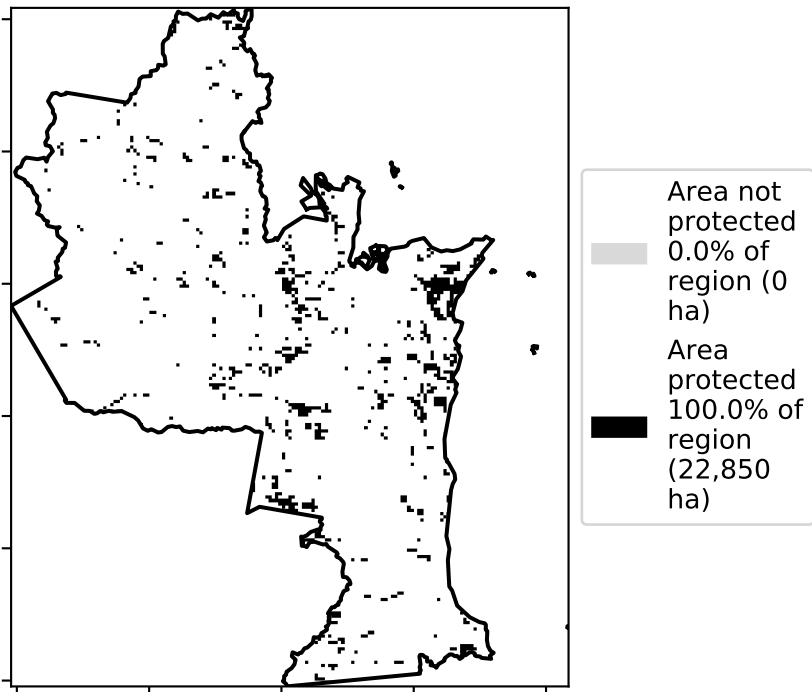 Area not
protected
0.0% of
region (0
ha)
Area
protected
100.0% of
region
(22,850
ha)